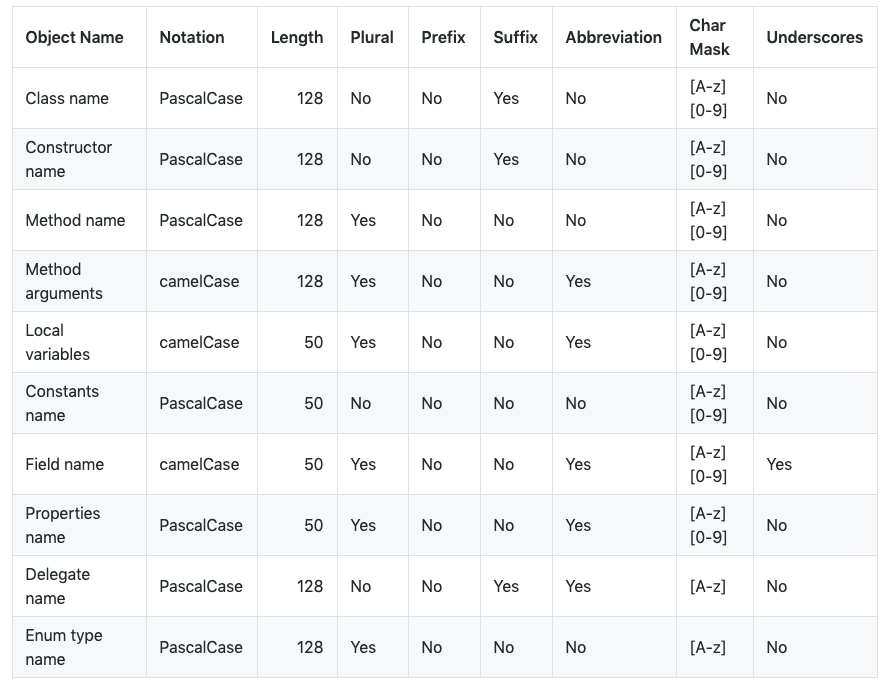 Object Name Notation Length Plural Prefix Suffix Abbreviation Char Mask Underscores
Class name PascalCase 128 No No Yes No [A-z][0-9] No
Constructor name PascalCase 128 No No Yes No [A-z][0-9] No
Method name PascalCase 128 Yes No No No [A-z][0-9] No
Method arguments camelCase 128 Yes No No Yes [A-z][0-9] No
Local variables camelCase 50 Yes No No Yes [A-z][0-9] No
Constants name PascalCase 50 No No No No [A-z][0-9] No
Field name camelCase 50 Yes No No Yes [A-z][0-9] Yes
Properties name PascalCase 50 Yes No No Yes [A-z][0-9] No
Delegate name PascalCase 128 No No Yes Yes [A-z] No
Enum type name PascalCase 128 Yes No No No [A-z] No